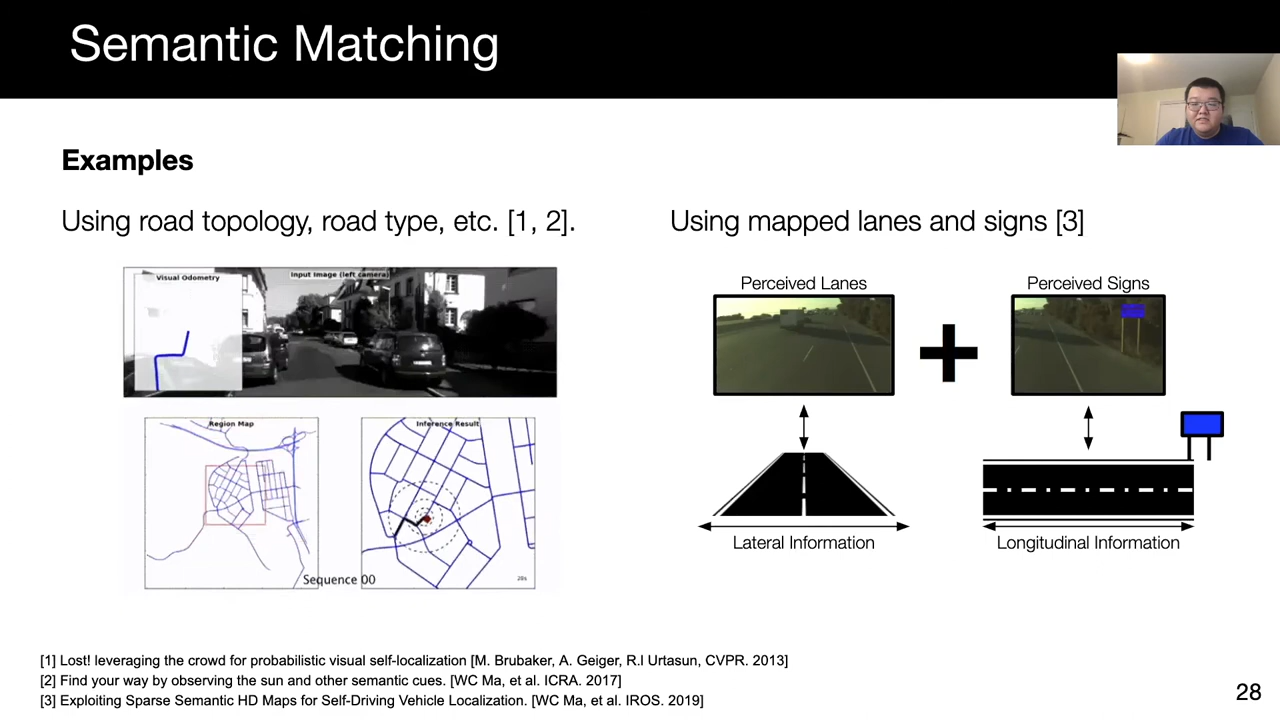 Semantic Matching
Examples
Using road topology, road type, etc. [1, 2].
Visual Odometry
Input Image (left camera)
Region Map
Inference Result
Sequence 00
20s
Using mapped lanes and signs [3]
Perceived Lanes
Perceived Signs
Lateral Information
Longitudinal Information
[1] Lost! leveraging the crowd for probabilistic visual self-localization [M. Brubaker, A. Geiger, R.I Urtasun, CVPR. 2013]
[2] Find your way by observing the sun and other semantic cues. [WC Ma, et al. ICRA. 2017]
[3] Exploiting Sparse Semantic HD Maps for Self-Driving Vehicle Localization. [WC Ma, et al. IROS. 2019]
28